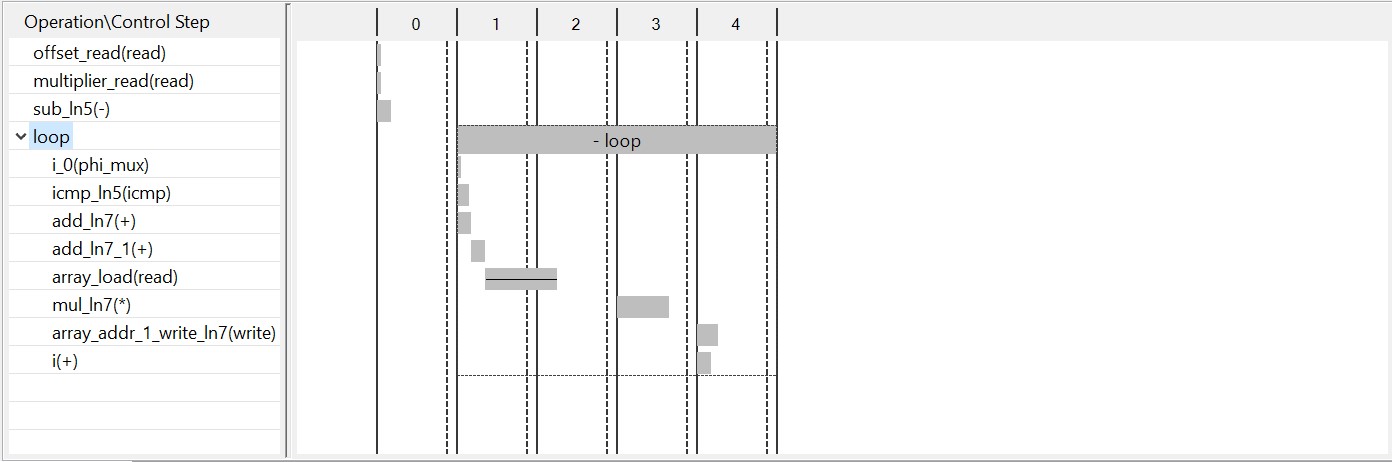 Operation\Control Step 0 1 2 3 4
offset_read(read)
multiplier_read(read)
sub_ln5(-)
loop - loop
i_0(phi_mux)
icmp_ln5(icmp)
add_ln7(+)
add_ln7_1(+)
array_load(read)
mul_ln7(*)
array_addr_1_write_ln7(write)
i(+)